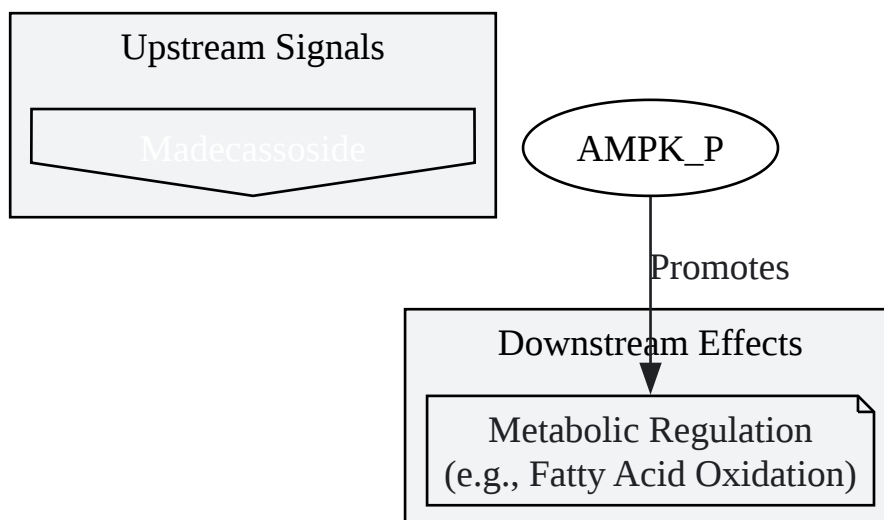 Upstream Signals
Madecassoside
AMPK_P
Promotes
Downstream Effects
Metabolic Regulation
(e.g., Fatty Acid Oxidation)